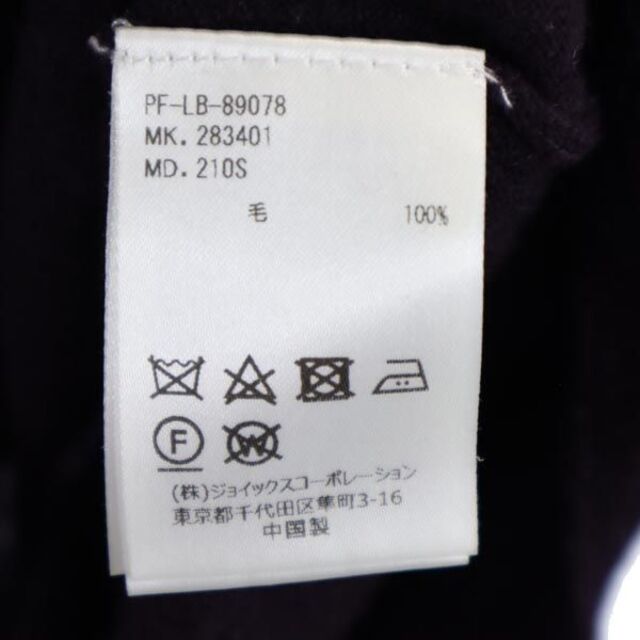 PF-LB-89078
MK. 283401
MD. 210S
毛 100%
F
W
(株)ジョイックスコーポレーション
東京都千代田区隼町3-16
中国製